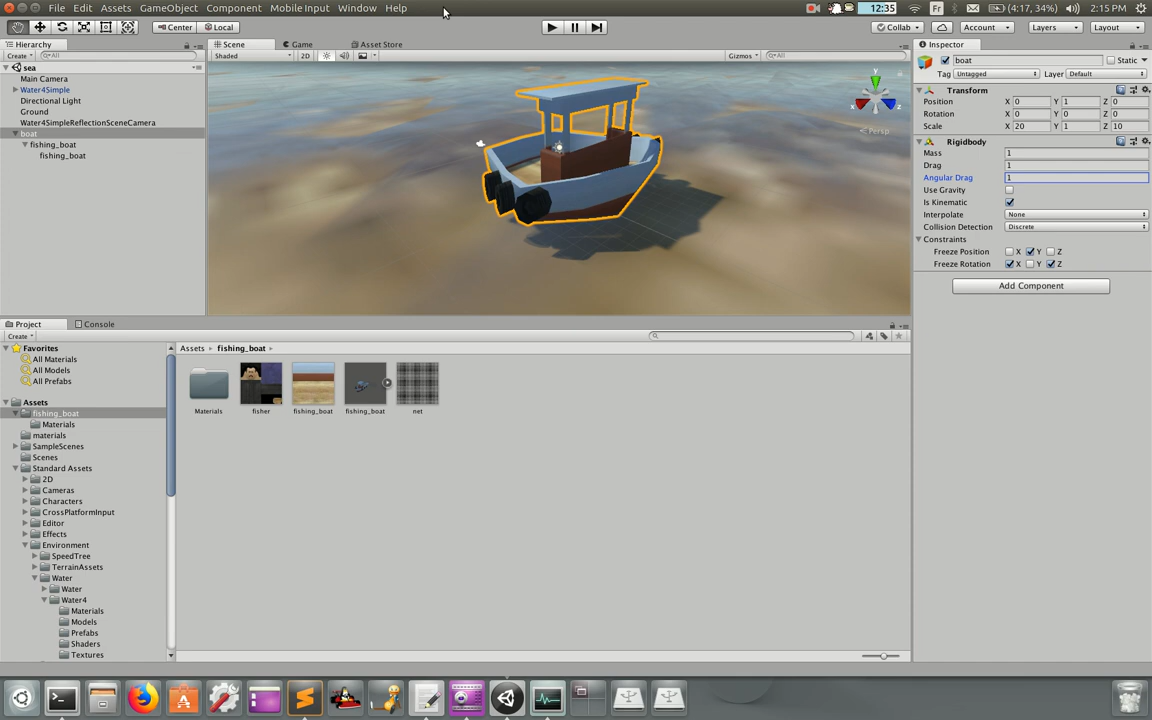 File Edit Assets GameObject Component Mobile Input Window Help
12:35 Fr (4:17, 34%) 2:15 PM
Center Local Collab Account Layers Layout
Hierarchy
Create All
sea
Main Camera
Water4Simple
Directional Light
Ground
Water4SimpleReflectionSceneCamera
boat
fishing_boat
fishing_boat
Scene Game Asset Store
Shaded 2D Gizmos All
y
x z
Persp
Inspector
boat Static
Tag Untagged Layer Default
Transform
Position X 0 Y 1 Z 0
Rotation X 0 Y 0 Z 0
Scale X 20 Y 1 Z 10
Rigidbody
Mass 1
Drag 1
Angular Drag 1
Use Gravity
Is Kinematic
Interpolate None
Collision Detection Discrete
Constraints
Freeze Position X Y Z
Freeze Rotation X Y Z
Add Component
Project Console
Create
Favorites
All Materials
All Models
All Prefabs
Assets
fishing_boat
Materials
materials
SampleScenes
Scenes
Standard Assets
2D
Cameras
Characters
CrossPlatformInput
Editor
Effects
Environment
SpeedTree
TerrainAssets
Water
Water
Water4
Materials
Models
Prefabs
Shaders
Textures
Assets fishing_boat
Materials fisher fishing_boat fishing_boat net